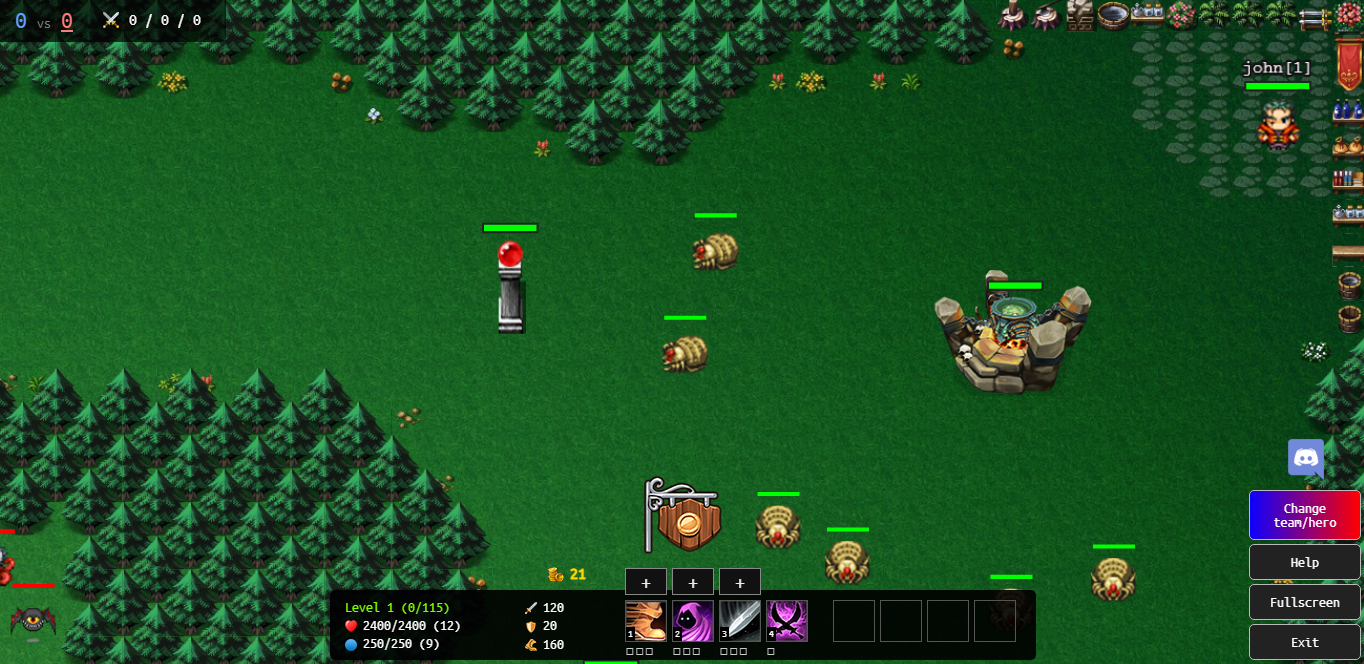 0 vs 0 0 / 0 / 0
john[1]
21
+ + +
Level 1 (0/115)
2400/2400 (12)
250/250 (9)
120
20
160
1 2 3 4
Change
team/hero
Help
Fullscreen
Exit